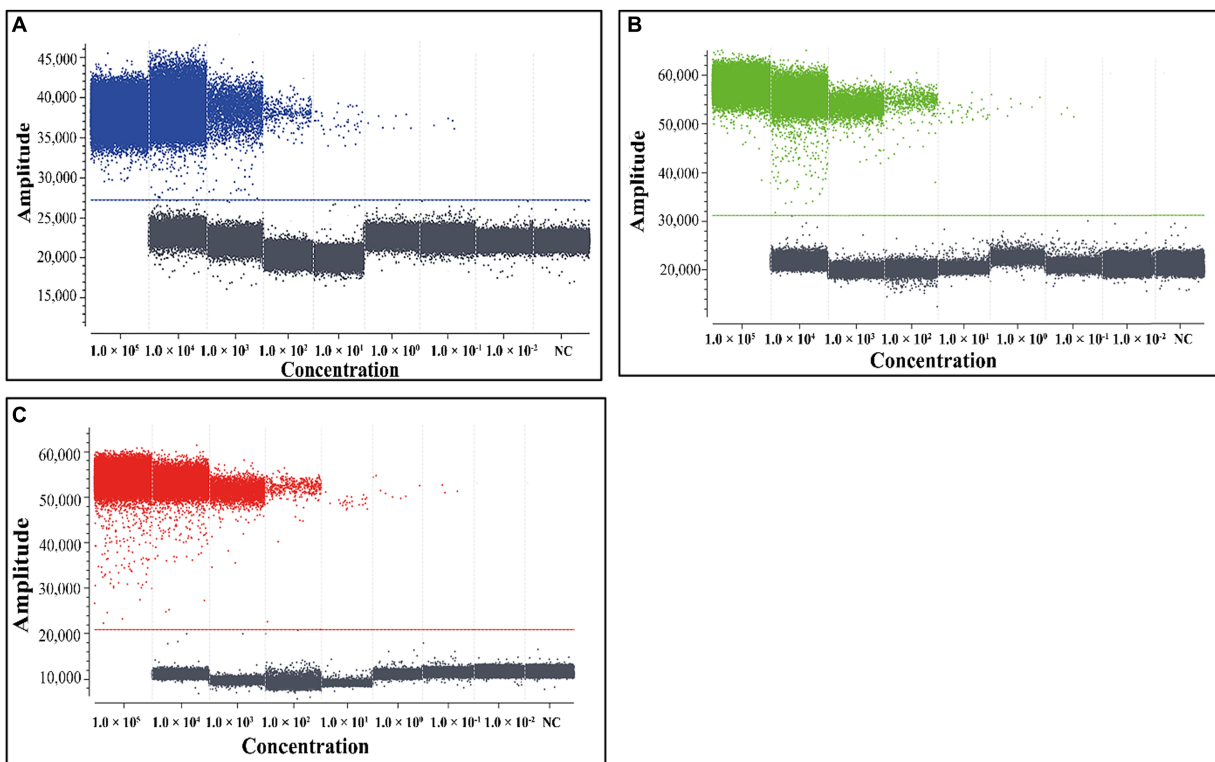 A
Amplitude
45,000
40,000
35,000
30,000
25,000
20,000
15,000
1.0 × 10⁵ 1.0 × 10⁴ 1.0 × 10³ 1.0 × 10² 1.0 × 10¹ 1.0 × 10⁰ 1.0 × 10⁻¹ 1.0 × 10⁻² NC
Concentration
B
Amplitude
60,000
50,000
40,000
30,000
20,000
1.0 × 10⁵ 1.0 × 10⁴ 1.0 × 10³ 1.0 × 10² 1.0 × 10¹ 1.0 × 10⁰ 1.0 × 10⁻¹ 1.0 × 10⁻² NC
Concentration
C
Amplitude
60,000
50,000
40,000
30,000
20,000
10,000
1.0 × 10⁵ 1.0 × 10⁴ 1.0 × 10³ 1.0 × 10² 1.0 × 10¹ 1.0 × 10⁰ 1.0 × 10⁻¹ 1.0 × 10⁻² NC
Concentration